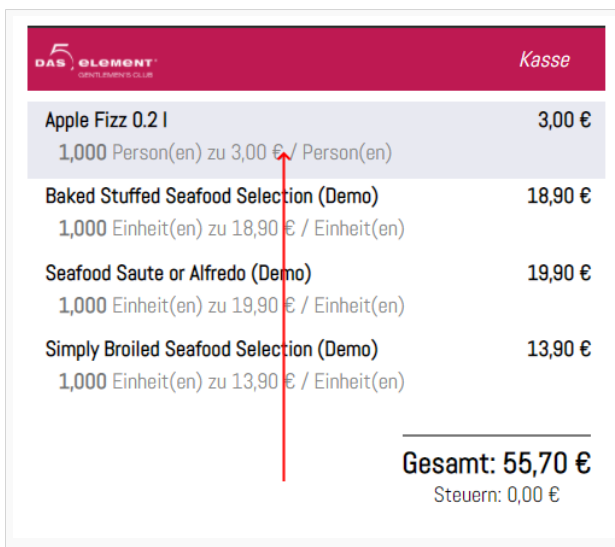 DAS 5 ELEMENT
GENTLEMEN'S CLUB
Kasse
Apple Fizz 0.2 l 3,00 €
1,000 Person(en) zu 3,00 € / Person(en)
Baked Stuffed Seafood Selection (Demo) 18,90 €
1,000 Einheit(en) zu 18,90 € / Einheit(en)
Seafood Saute or Alfredo (Demo) 19,90 €
1,000 Einheit(en) zu 19,90 € / Einheit(en)
Simply Broiled Seafood Selection (Demo) 13,90 €
1,000 Einheit(en) zu 13,90 € / Einheit(en)
Gesamt: 55,70 €
Steuern: 0,00 €